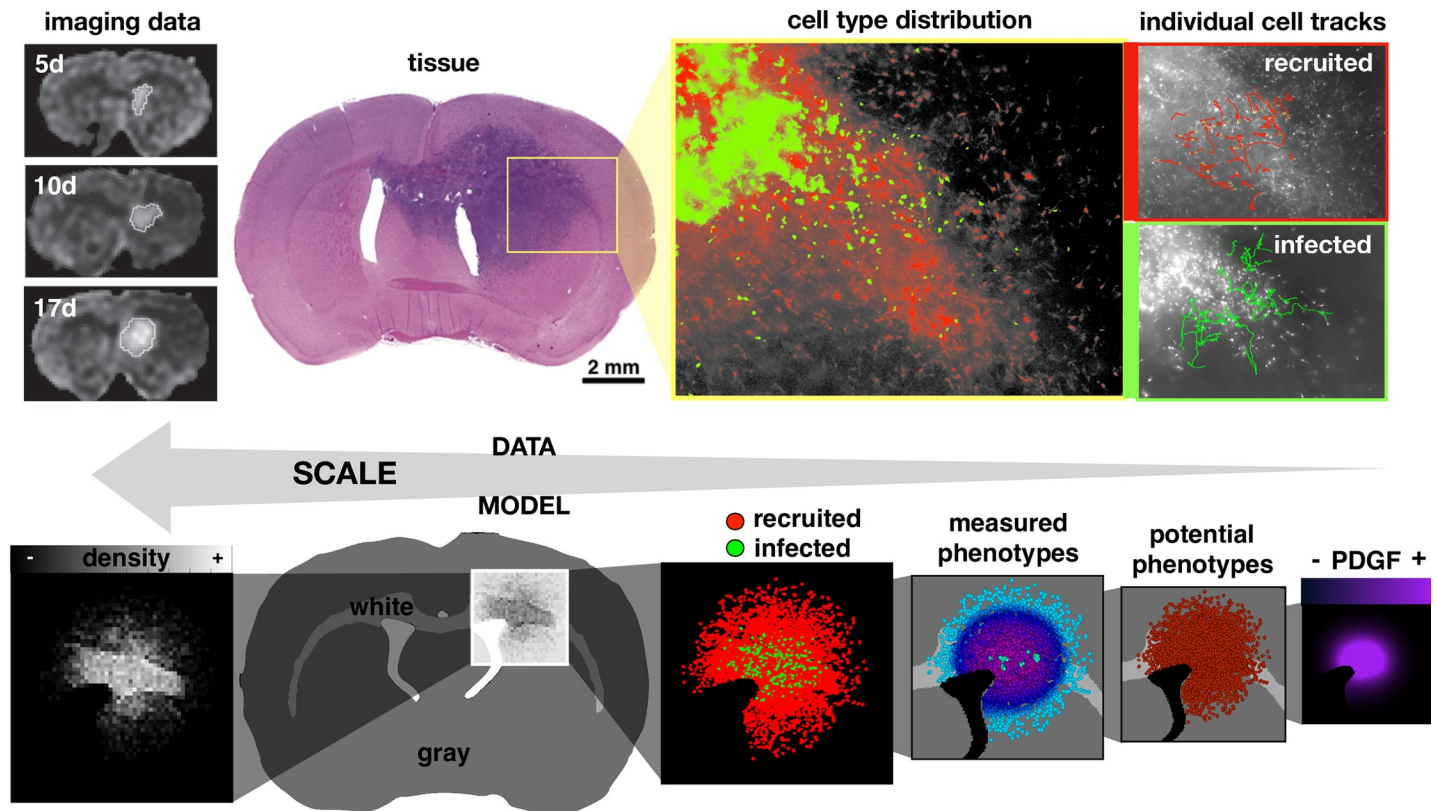 imaging data
5d
10d
17d
tissue
2 mm
cell type distribution
individual cell tracks
recruited
infected
DATA
SCALE
MODEL
- density +
white
gray
recruited
infected
measured
phenotypes
potential
phenotypes
- PDGF +